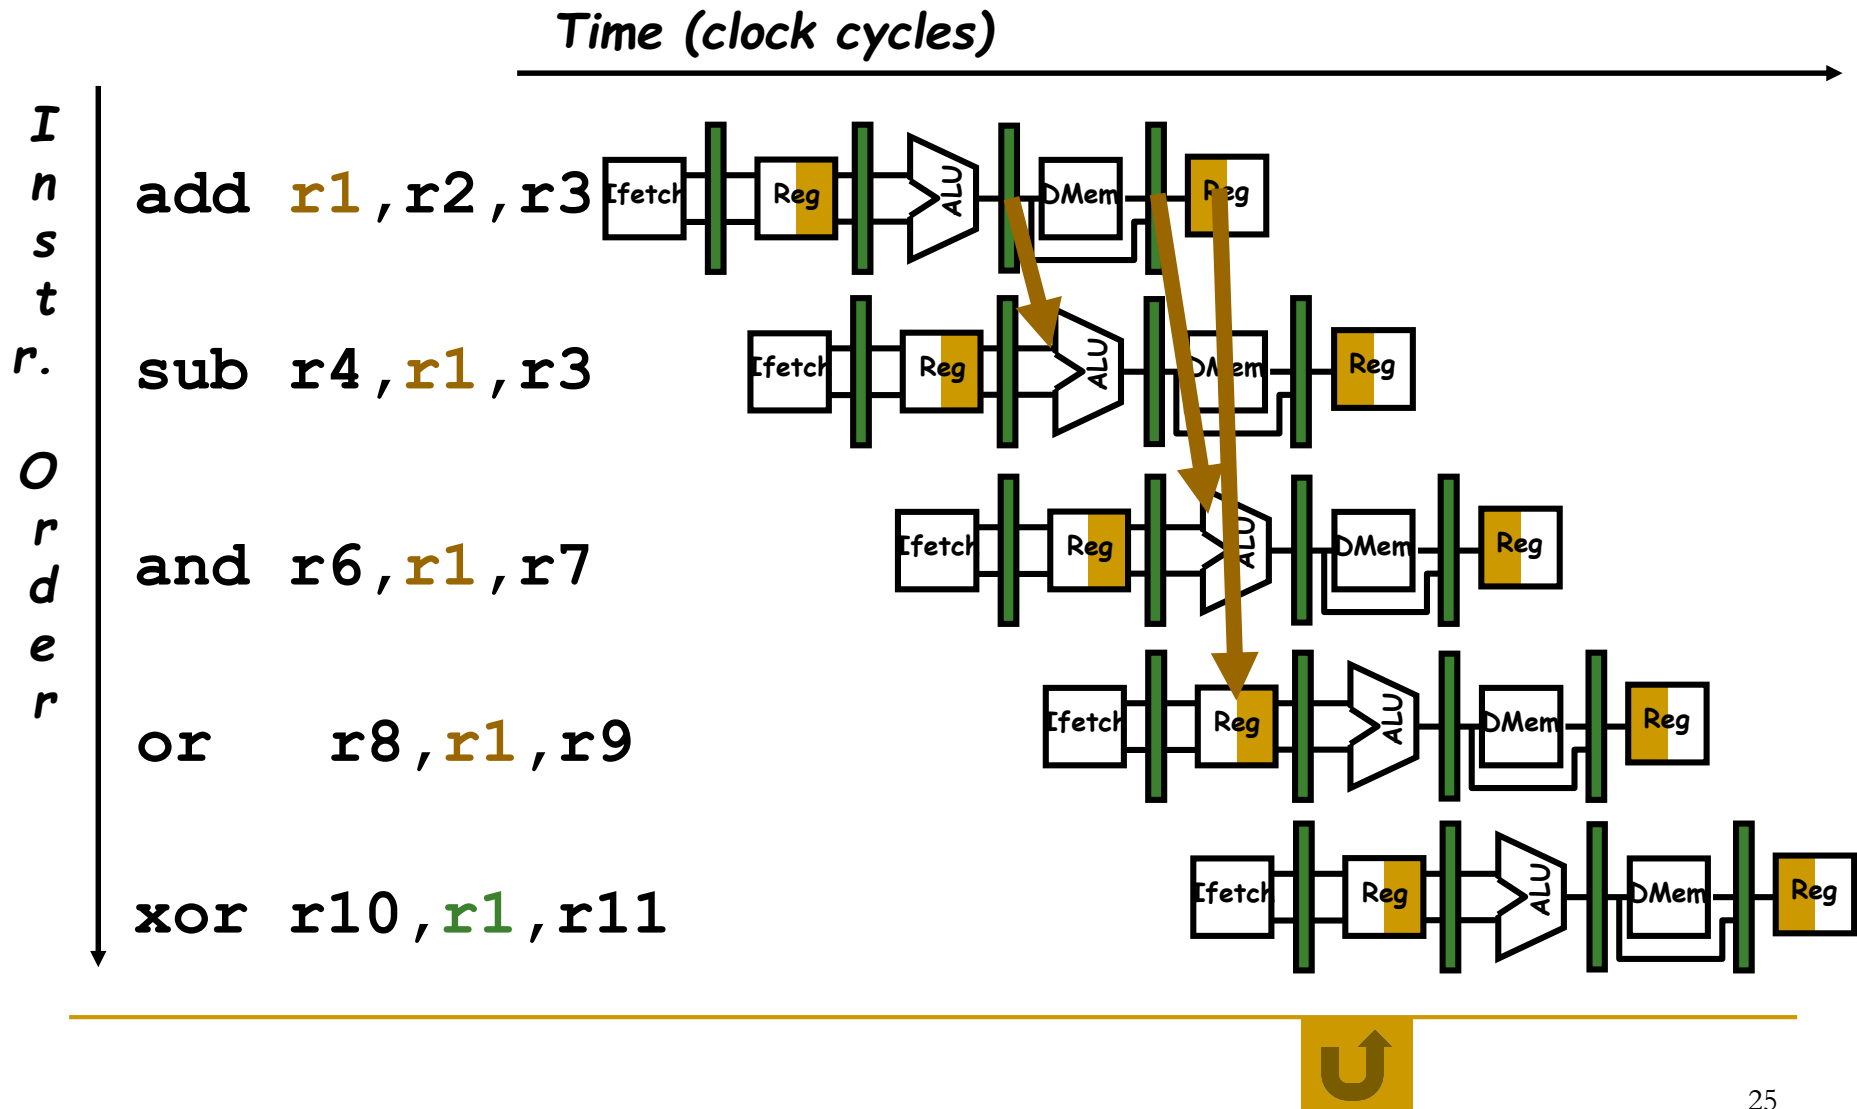 Time (clock cycles)
Instr. Order
add r1,r2,r3
Ifetch Reg ALU DMem Reg
sub r4,r1,r3
Ifetch Reg ALU DMem Reg
and r6,r1,r7
Ifetch Reg ALU DMem Reg
or r8,r1,r9
Ifetch Reg ALU DMem Reg
xor r10,r1,r11
Ifetch Reg ALU DMem Reg
25